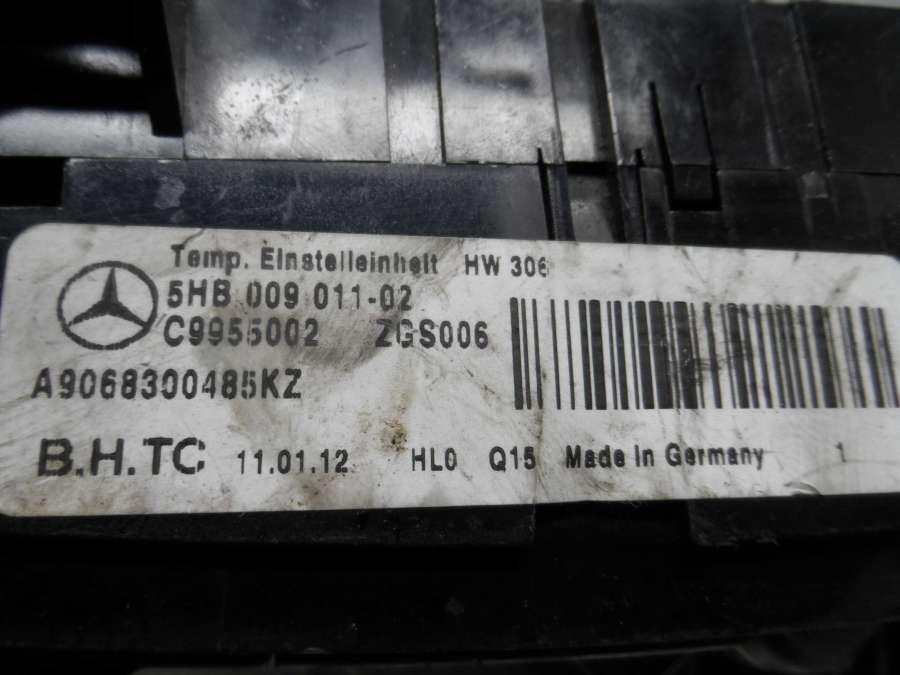 Temp. Einstelleinheit HW 306
5HB 009 011-02
C9955002 ZGS006
A9068300485KZ
B.H.TC 11.01.12 HL0 Q15 Made in Germany 1